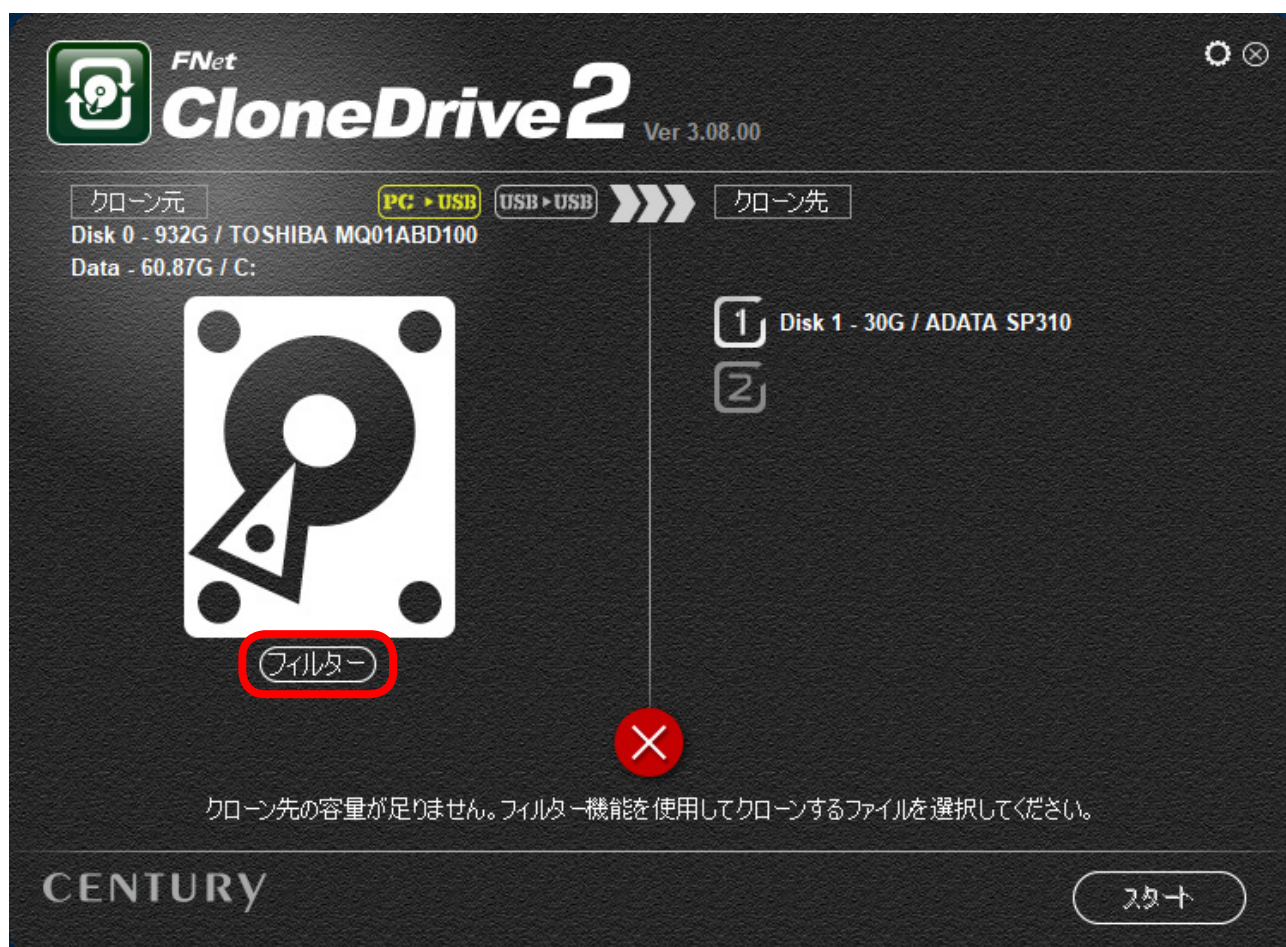 FNet
CloneDrive2 Ver 3.08.00
クローン元
PC ▸ USB
USB ▸ USB
クローン先
Disk 0 - 932G / TOSHIBA MQ01ABD100
Data - 60.87G / C:
1 Disk 1 - 30G / ADATA SP310
2
フィルター
クローン先の容量が足りません。フィルター機能を使用してクローンするファイルを選択してください。
CENTURY
スタート